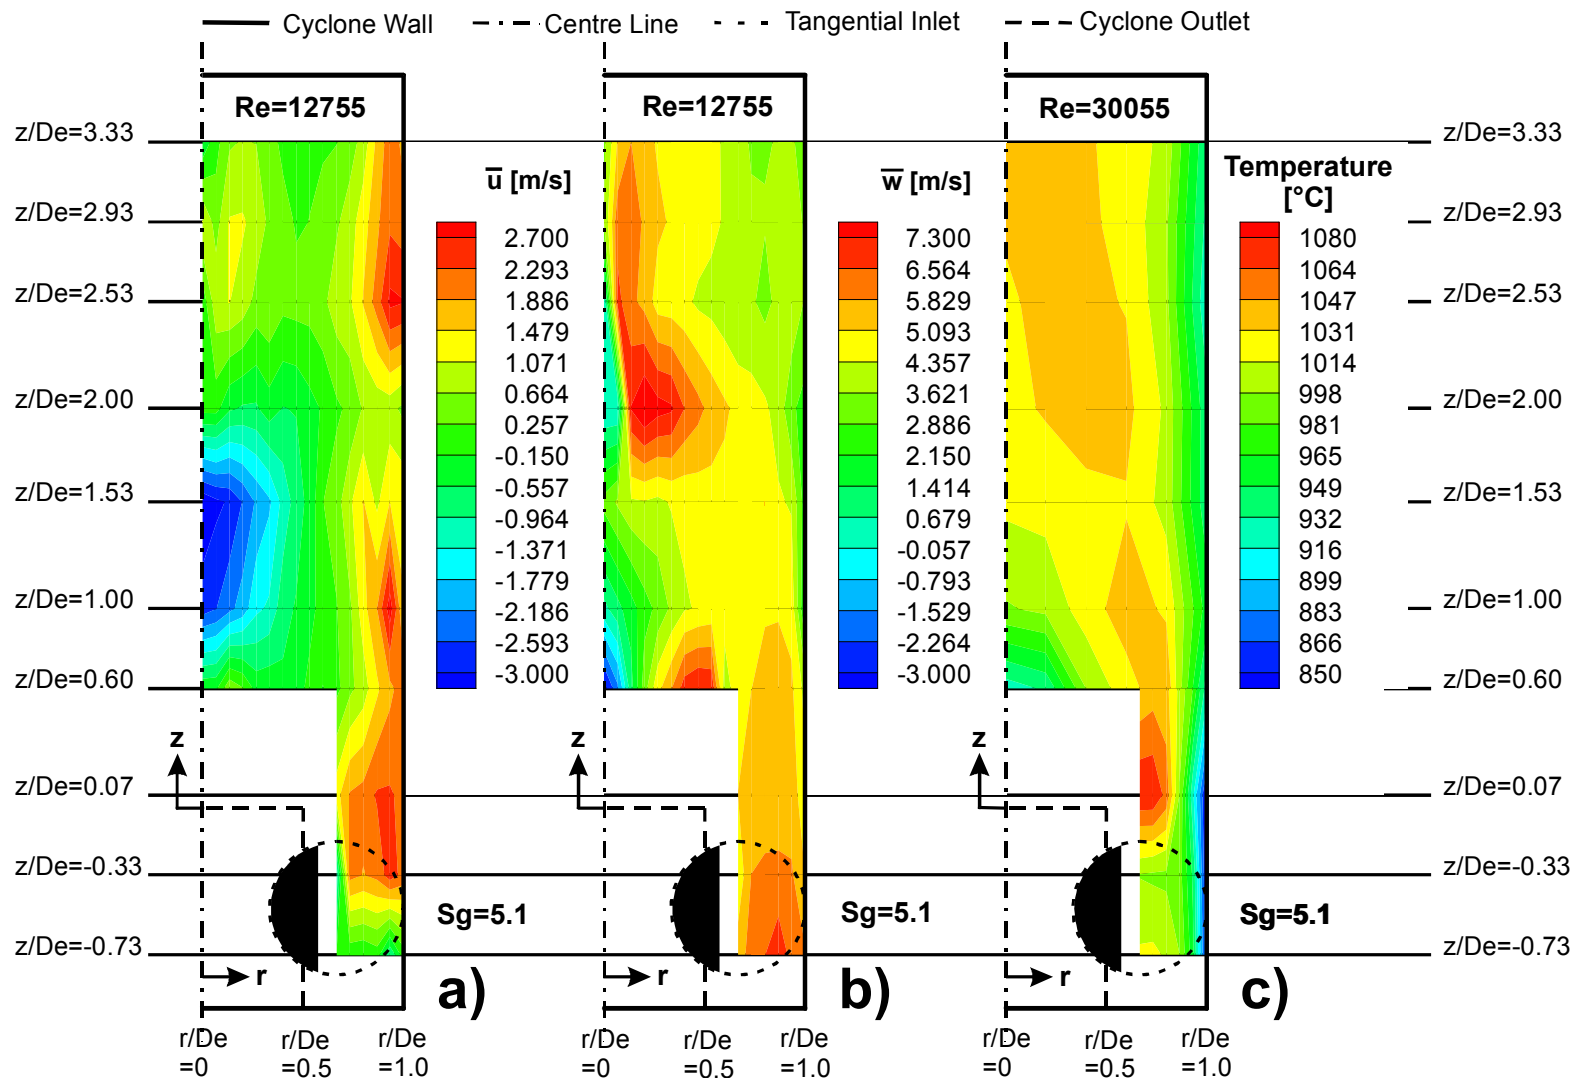 Cyclone Wall Centre Line Tangential Inlet Cyclone Outlet
Re=12755 Re=12755 Re=30055
z/De=3.33 z/De=3.33
u [m/s] w [m/s] Temperature
[°C]
z/De=2.93 z/De=2.93
2.700 7.300 1080
2.293 6.564 1064
z/De=2.53 z/De=2.53
1.886 5.829 1047
1.479 5.093 1031
1.071 4.357 1014
z/De=2.00 z/De=2.00
0.664 3.621 998
0.257 2.886 981
-0.150 2.150 965
z/De=1.53 z/De=1.53
-0.557 1.414 949
-0.964 0.679 932
-1.371 -0.057 916
-1.779 -0.793 899
z/De=1.00 z/De=1.00
-2.186 -1.529 883
-2.593 -2.264 866
-3.000 -3.000 850
z/De=0.60 z/De=0.60
z z z
z/De=0.07 z/De=0.07
z/De=-0.33 z/De=-0.33
Sg=5.1 Sg=5.1 Sg=5.1
z/De=-0.73 z/De=-0.73
r a) r b) r c)
r/De r/De r/De r/De r/De r/De r/De r/De r/De
=0 =0.5 =1.0 =0 =0.5 =1.0 =0 =0.5 =1.0